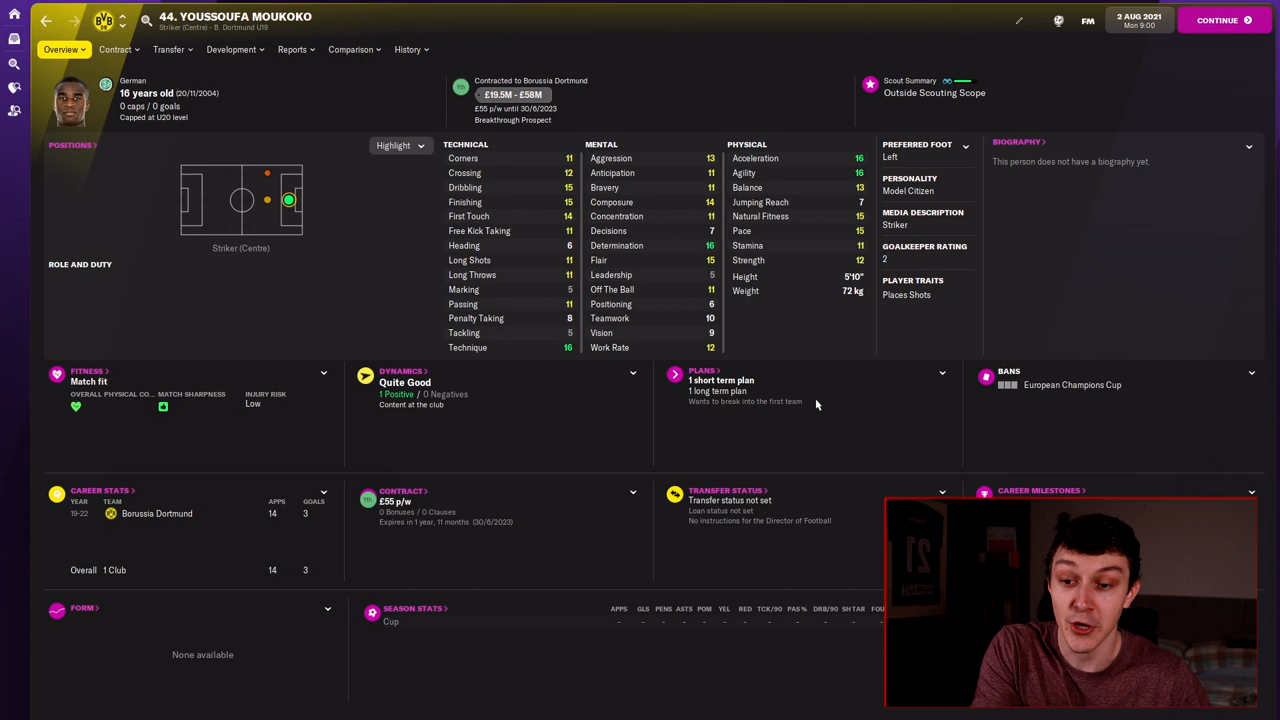 44. YOUSSOUFA MOUKOKO
Striker (Centre) - B. Dortmund U19
FM
2 AUG 2021
Mon 9:00
CONTINUE
Overview
Contract
Transfer
Development
Reports
Comparison
History
German
16 years old (20/11/2004)
0 caps / 0 goals
Capped at U20 level
Yth
Contracted to Borussia Dortmund
£19.5M - £58M
£55 p/w until 30/6/2023
Breakthrough Prospect
Scout Summary
Outside Scouting Scope
POSITIONS
Highlight
Striker (Centre)
ROLE AND DUTY
TECHNICAL
Corners 11
Crossing 12
Dribbling 15
Finishing 15
First Touch 14
Free Kick Taking 11
Heading 6
Long Shots 11
Long Throws 11
Marking 5
Passing 11
Penalty Taking 8
Tackling 5
Technique 16
MENTAL
Aggression 13
Anticipation 11
Bravery 11
Composure 14
Concentration 11
Decisions 7
Determination 16
Flair 15
Leadership 5
Off The Ball 11
Positioning 6
Teamwork 10
Vision 9
Work Rate 12
PHYSICAL
Acceleration 16
Agility 16
Balance 13
Jumping Reach 7
Natural Fitness 15
Pace 15
Stamina 11
Strength 12
Height 5'10"
Weight 72 kg
PREFERRED FOOT
Left
PERSONALITY
Model Citizen
MEDIA DESCRIPTION
Striker
GOALKEEPER RATING
2
PLAYER TRAITS
Places Shots
BIOGRAPHY
This person does not have a biography yet.
FITNESS
Match fit
OVERALL PHYSICAL CO... MATCH SHARPNESS INJURY RISK
Low
DYNAMICS
Quite Good
1 Positive / 0 Negatives
Content at the club
PLANS
1 short term plan
1 long term plan
Wants to break into the first team
BANS
European Champions Cup
CAREER STATS
YEAR TEAM APPS GOALS
19-22 Borussia Dortmund 14 3
Overall 1 Club 14 3
CONTRACT
Yth
£55 p/w
0 Bonuses / 0 Clauses
Expires in 1 year, 11 months (30/6/2023)
TRANSFER STATUS
Transfer status not set
Loan status not set
No instructions for the Director of Football
CAREER MILESTONES
FORM
None available
SEASON STATS
APPS GLS PENS ASTS POM YEL RED TCK/90 PAS % DRB/90 SH TAR FOU
Cup - - - - - - - - - - - -
21